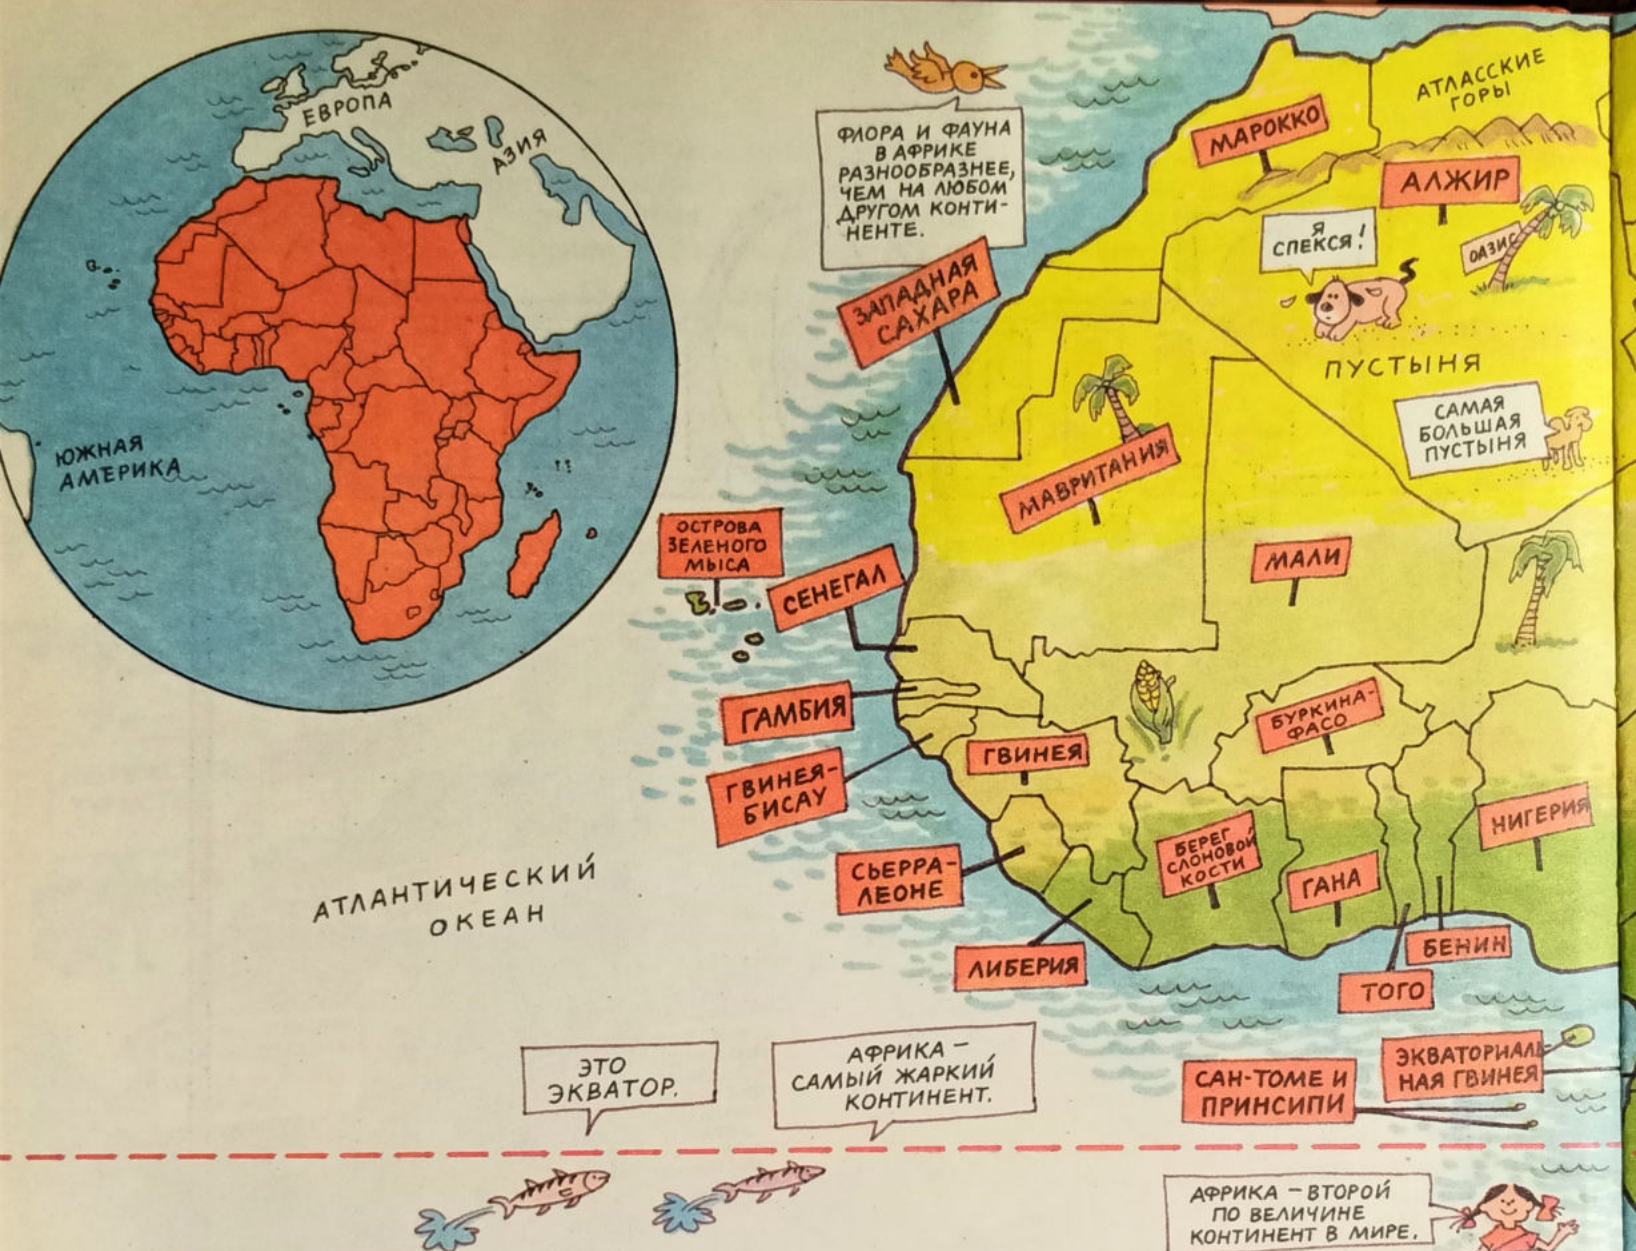 ЕВРОПА
АЗИЯ
ЮЖНАЯ
АМЕРИКА
ФЛОРА И ФАУНА
В АФРИКЕ
РАЗНООБРАЗНЕЕ,
ЧЕМ НА ЛЮБОМ
ДРУГОМ КОНТИ-
НЕНТЕ.
АТЛАССКИЕ
ГОРЫ
МАРОККО
АЛЖИР
Я
СПЕКСЯ!
ОАЗИС
ЗАПАДНАЯ
САХАРА
ПУСТЫНЯ
САМАЯ
БОЛЬШАЯ
ПУСТЫНЯ
МАВРИТАНИЯ
ОСТРОВА
ЗЕЛЕНОГО
МЫСА
СЕНЕГАЛ
МАЛИ
ГАМБИЯ
БУРКИНА-
ФАСО
ГВИНЕЯ
ГВИНЕЯ-
БИСАУ
НИГЕРИЯ
БЕРЕГ
СЛОНОВОЙ
КОСТИ
СЬЕРРА-
ЛЕОНЕ
ГАНА
АТЛАНТИЧЕСКИЙ
ОКЕАН
ЛИБЕРИЯ
БЕНИН
ТОГО
ЭТО
ЭКВАТОР.
АФРИКА –
САМЫЙ ЖАРКИЙ
КОНТИНЕНТ.
САН-ТОМЕ И
ПРИНСИПИ
ЭКВАТОРИАЛЬ-
НАЯ ГВИНЕЯ
АФРИКА – ВТОРОЙ
ПО ВЕЛИЧИНЕ
КОНТИНЕНТ В МИРЕ.